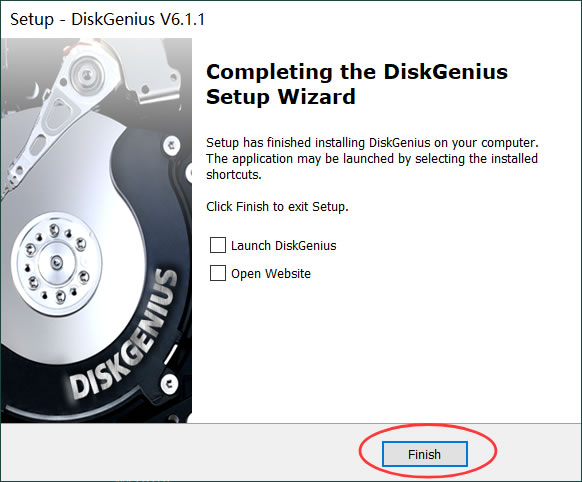 Setup - DiskGenius V6.1.1
Completing the DiskGenius
Setup Wizard
Setup has finished installing DiskGenius on your computer.
The application may be launched by selecting the installed
shortcuts.
Click Finish to exit Setup.
Launch DiskGenius
Open Website
DISKGENIUS
Finish